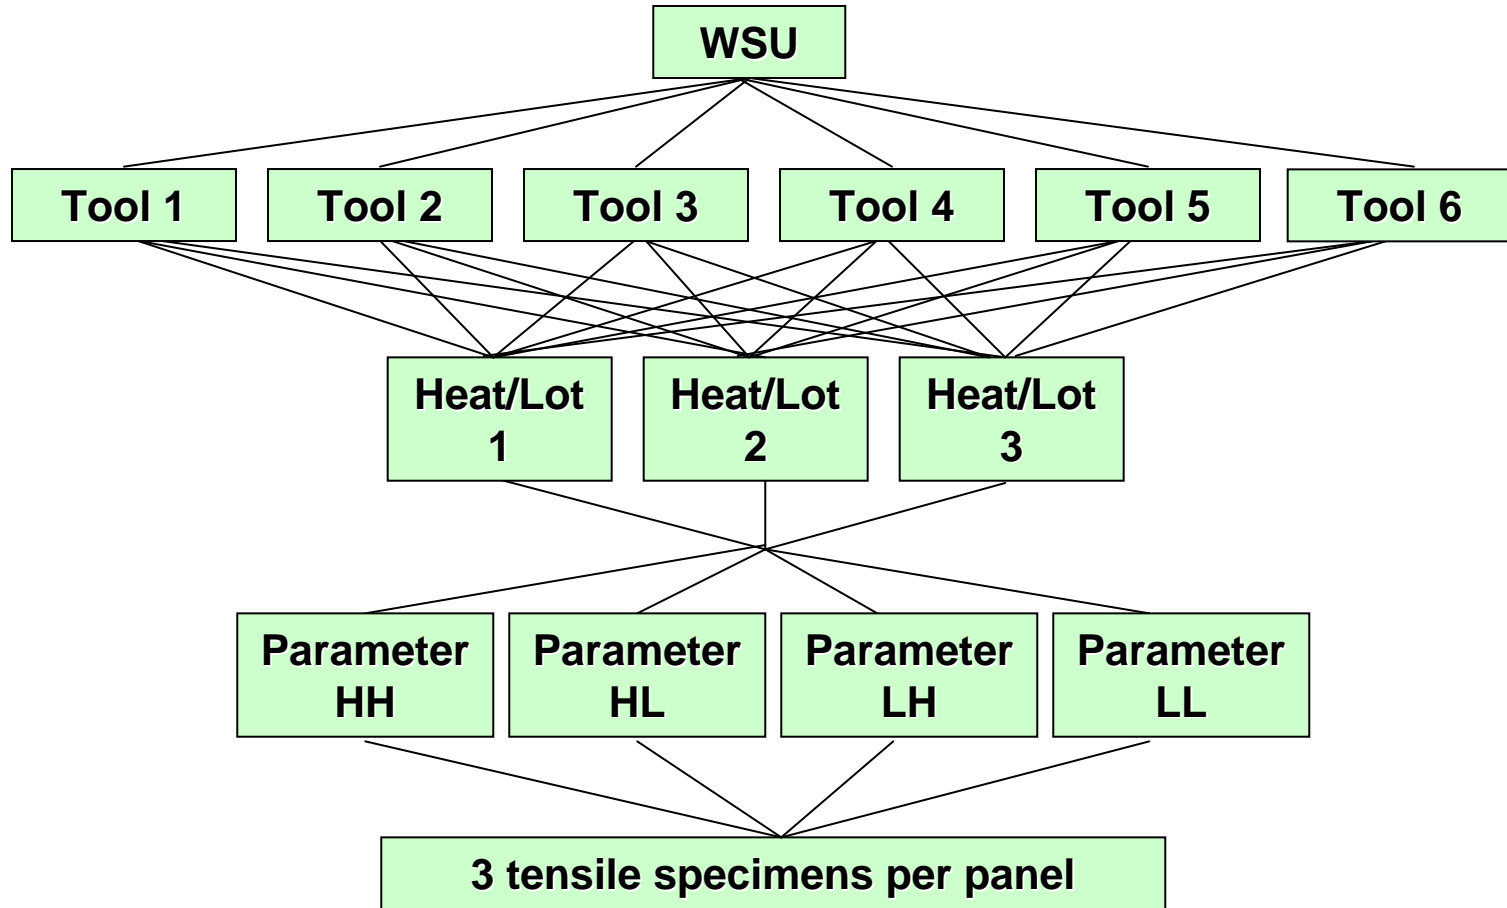 WSU
Tool 1
Tool 2
Tool 3
Tool 4
Tool 5
Tool 6
Heat/Lot
1
Heat/Lot
2
Heat/Lot
3
Parameter
HH
Parameter
HL
Parameter
LH
Parameter
LL
3 tensile specimens per panel